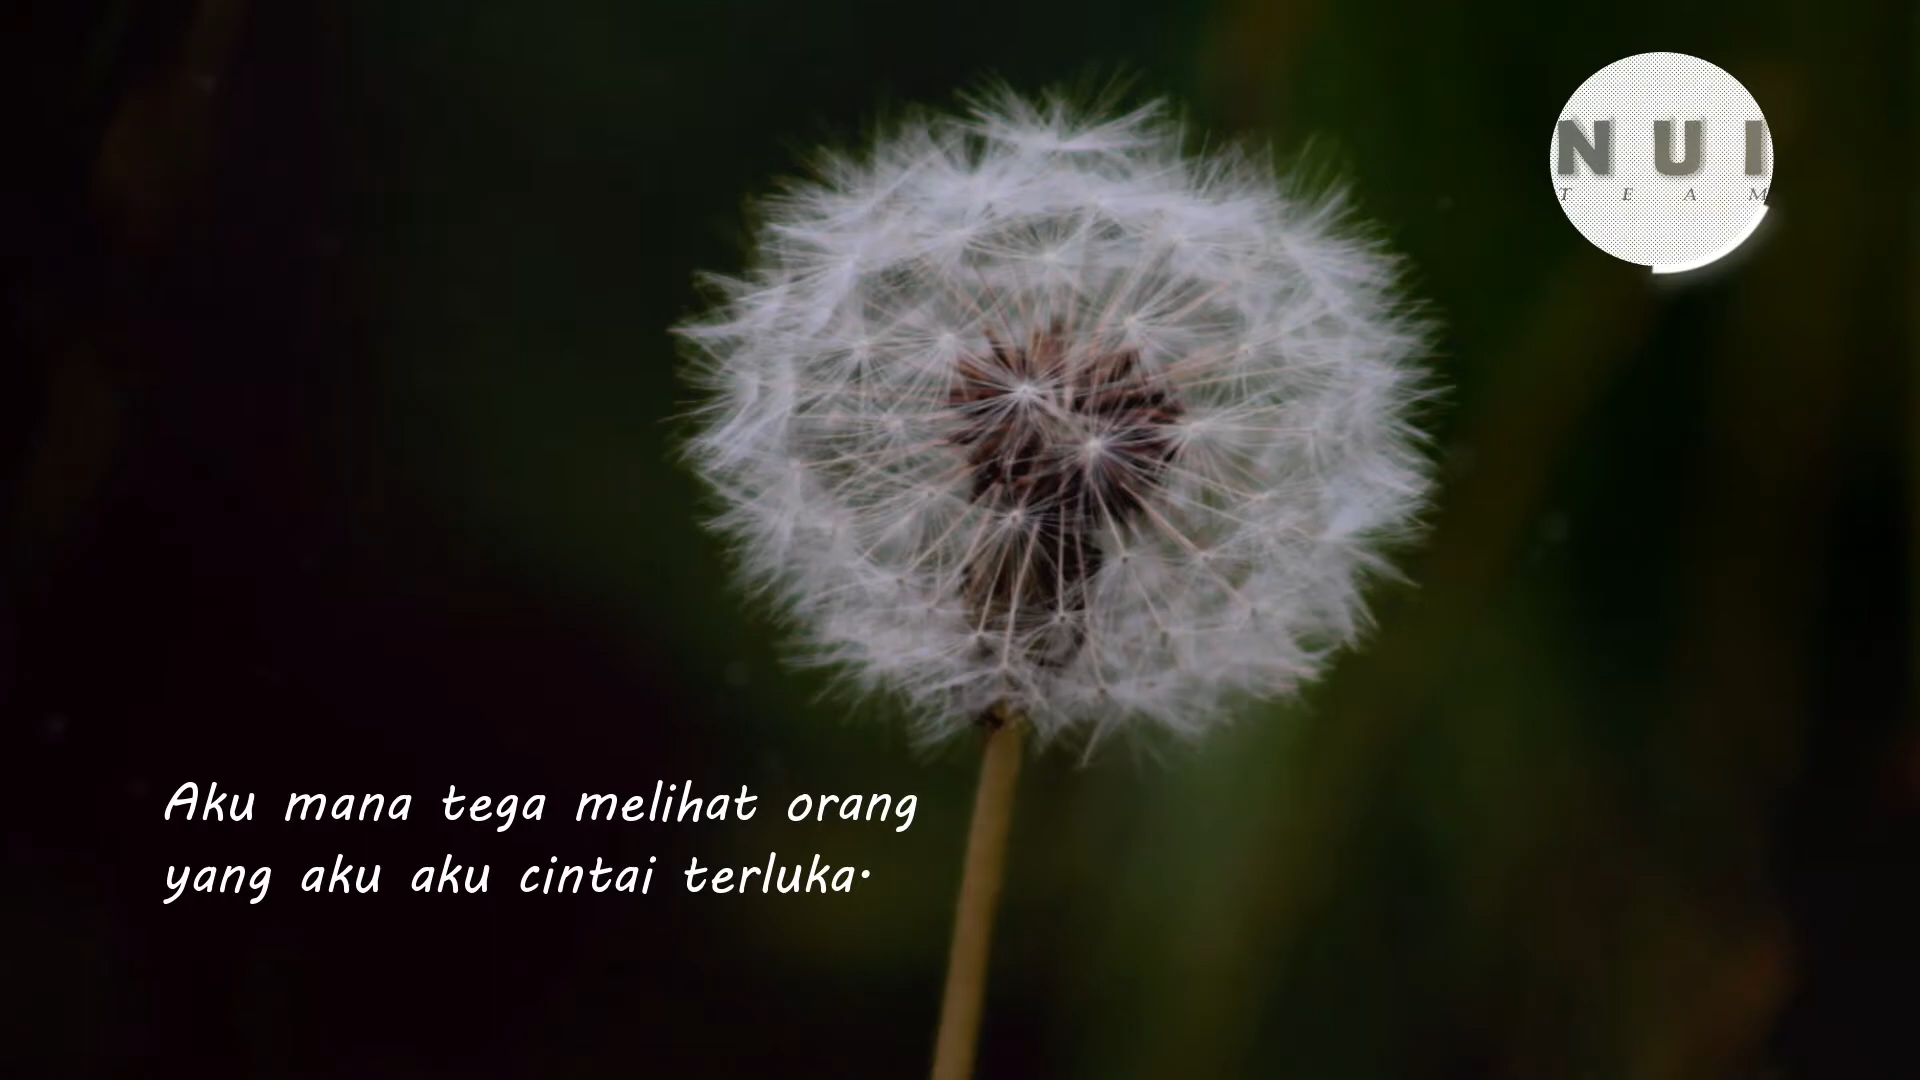 NUI
TEAM
Aku mana tega melihat orang
yang aku aku cintai terluka.